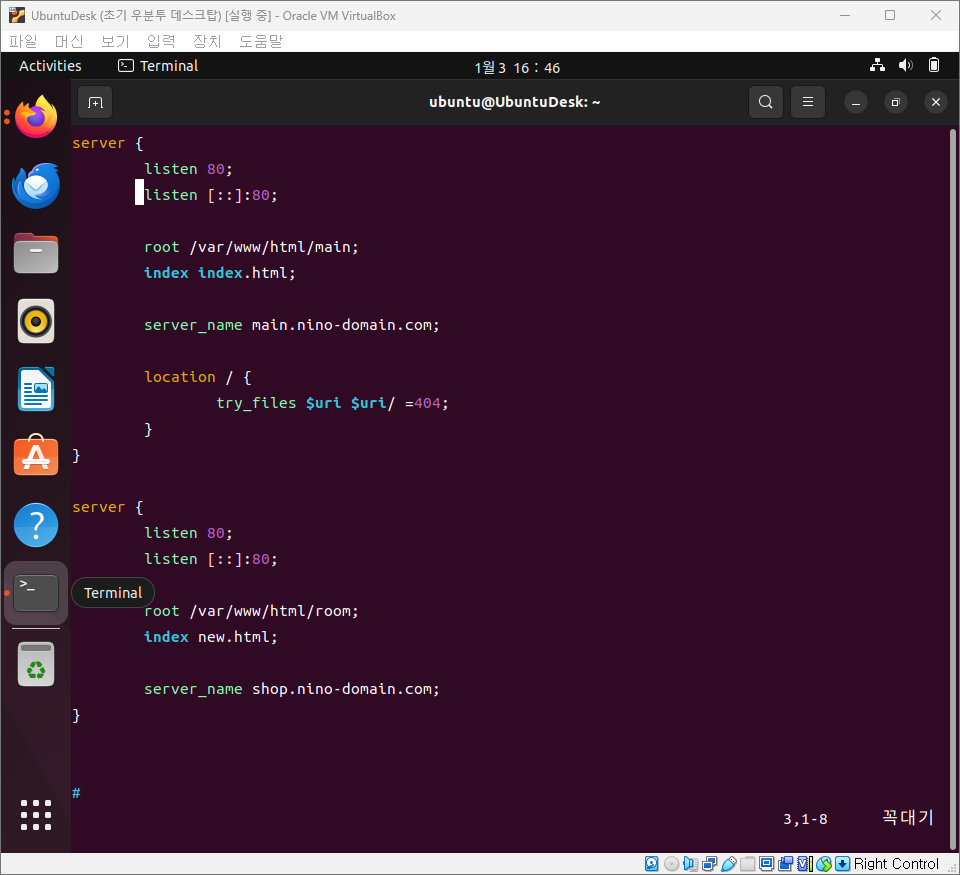 UbuntuDesk (초기 우분투 데스크탑) [실행 중] - Oracle VM VirtualBox
파일 머신 보기 입력 장치 도움말
Activities Terminal 1월 3 16 : 46
ubuntu@UbuntuDesk: ~
server {
listen 80;
listen [::]:80;
root /var/www/html/main;
index index.html;
server_name main.nino-domain.com;
location / {
try_files $uri $uri/ =404;
}
}
server {
listen 80;
listen [::]:80;
Terminal
root /var/www/html/room;
index new.html;
server_name shop.nino-domain.com;
}
#
3,1-8 꼭대기
Right Control